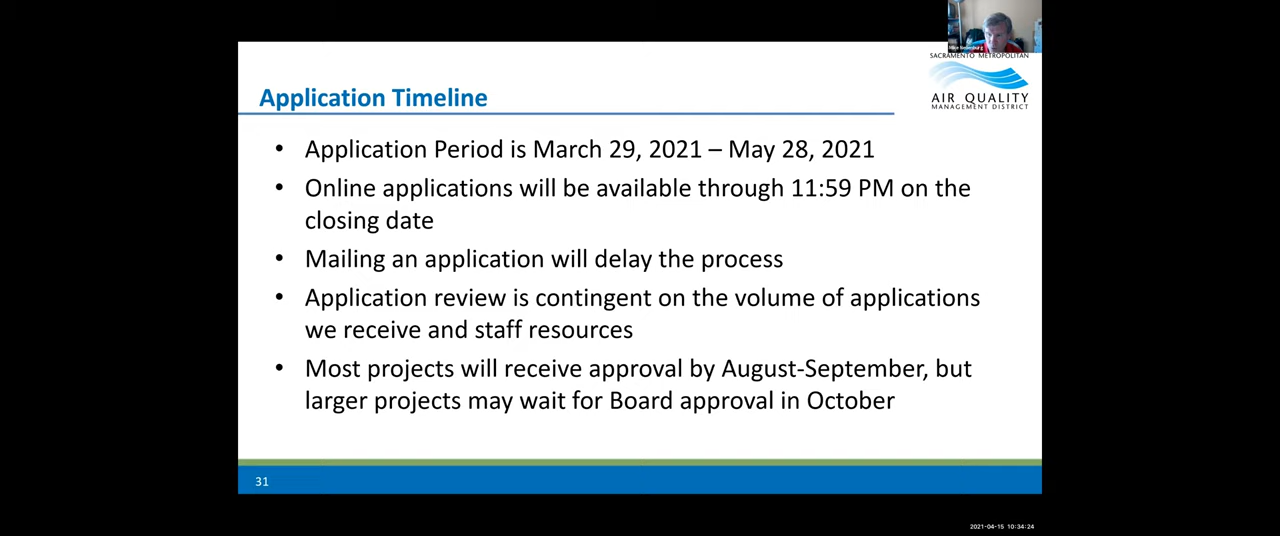 SACRAMENTO METROPOLITAN
AIR QUALITY
MANAGEMENT DISTRICT
Application Timeline
• Application Period is March 29, 2021 – May 28, 2021
• Online applications will be available through 11:59 PM on the
closing date
• Mailing an application will delay the process
• Application review is contingent on the volume of applications
we receive and staff resources
• Most projects will receive approval by August-September, but
larger projects may wait for Board approval in October
31
2021-04-15 10:34:24